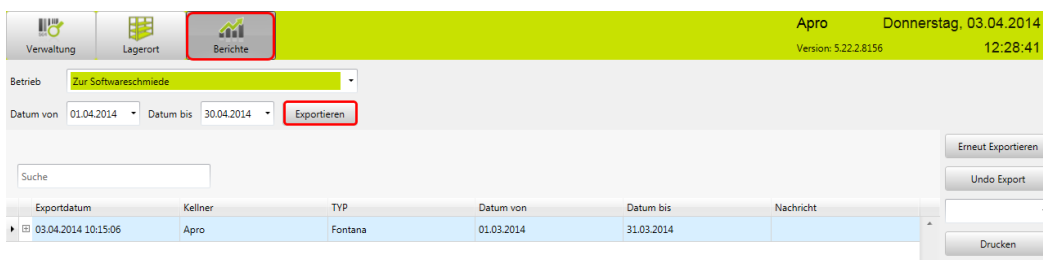 Apro Donnerstag, 03.04.2014
Verwaltung Lagerort Berichte Version: 5.22.2.8156 12:28:41
Betrieb Zur Softwareschmiede
Datum von 01.04.2014 Datum bis 30.04.2014 Exportieren
Erneut Exportieren
Suche Undo Export
Exportdatum Kellner TYP Datum von Datum bis Nachricht
03.04.2014 10:15:06 Apro Fontana 01.03.2014 31.03.2014
Drucken